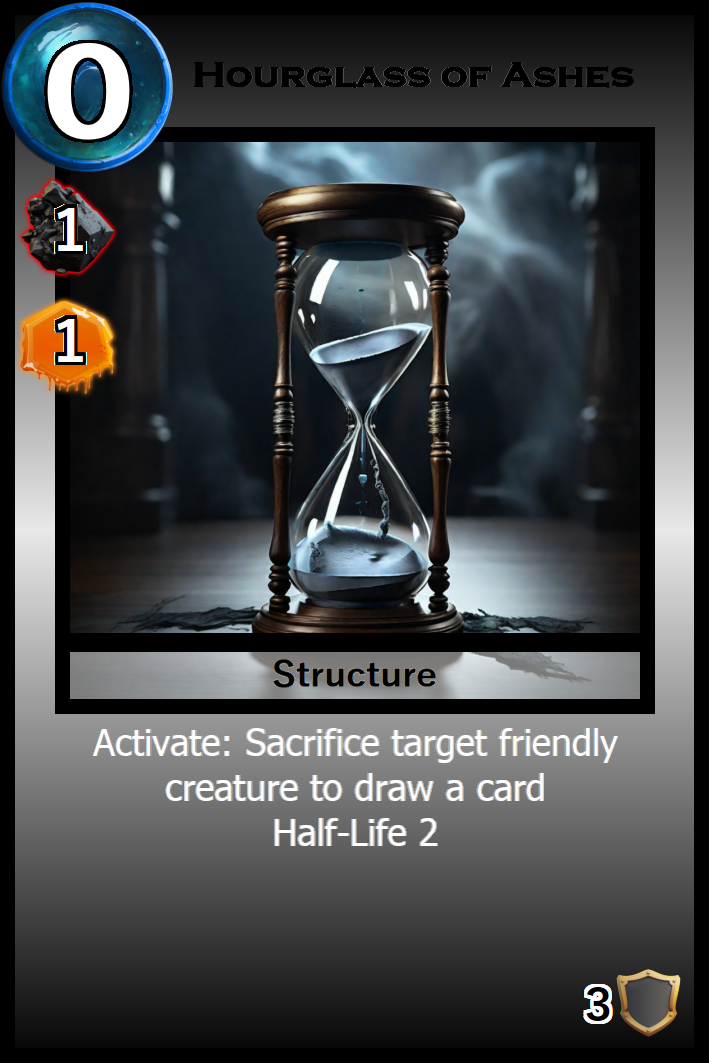 0
Hourglass of Ashes
1
1
Structure
Activate: Sacrifice target friendly
creature to draw a card
Half-Life 2
3